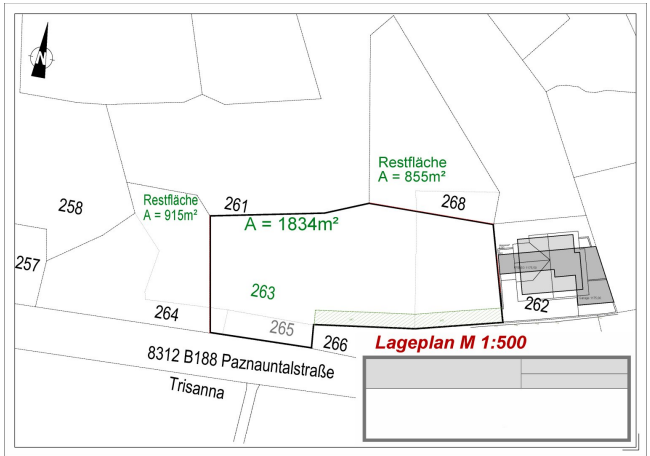 N
Restfläche
A = 855m²
Restfläche
A = 915m²
258
261
268
A = 1834m²
257
263
262
264
265
266
8312 B188 Paznauntalstraße
Lageplan M 1:500
Trisanna